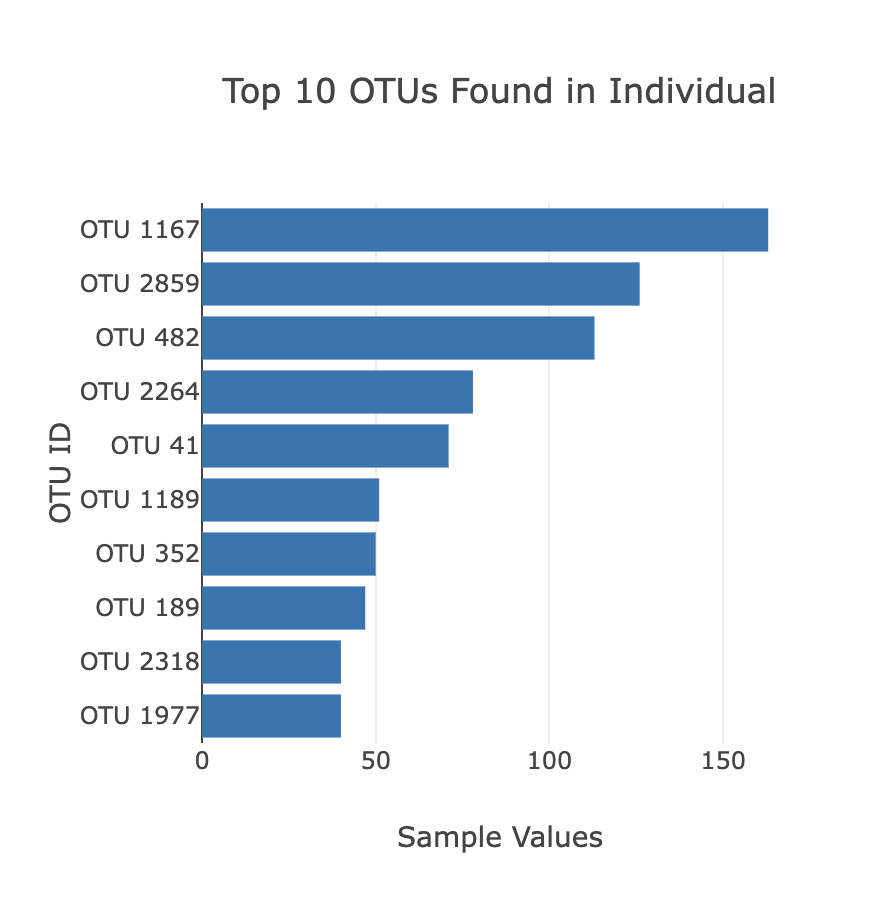 Top 10 OTUs Found in Individual
OTU ID
OTU 1167
OTU 2859
OTU 482
OTU 2264
OTU 41
OTU 1189
OTU 352
OTU 189
OTU 2318
OTU 1977
0 50 100 150
Sample Values